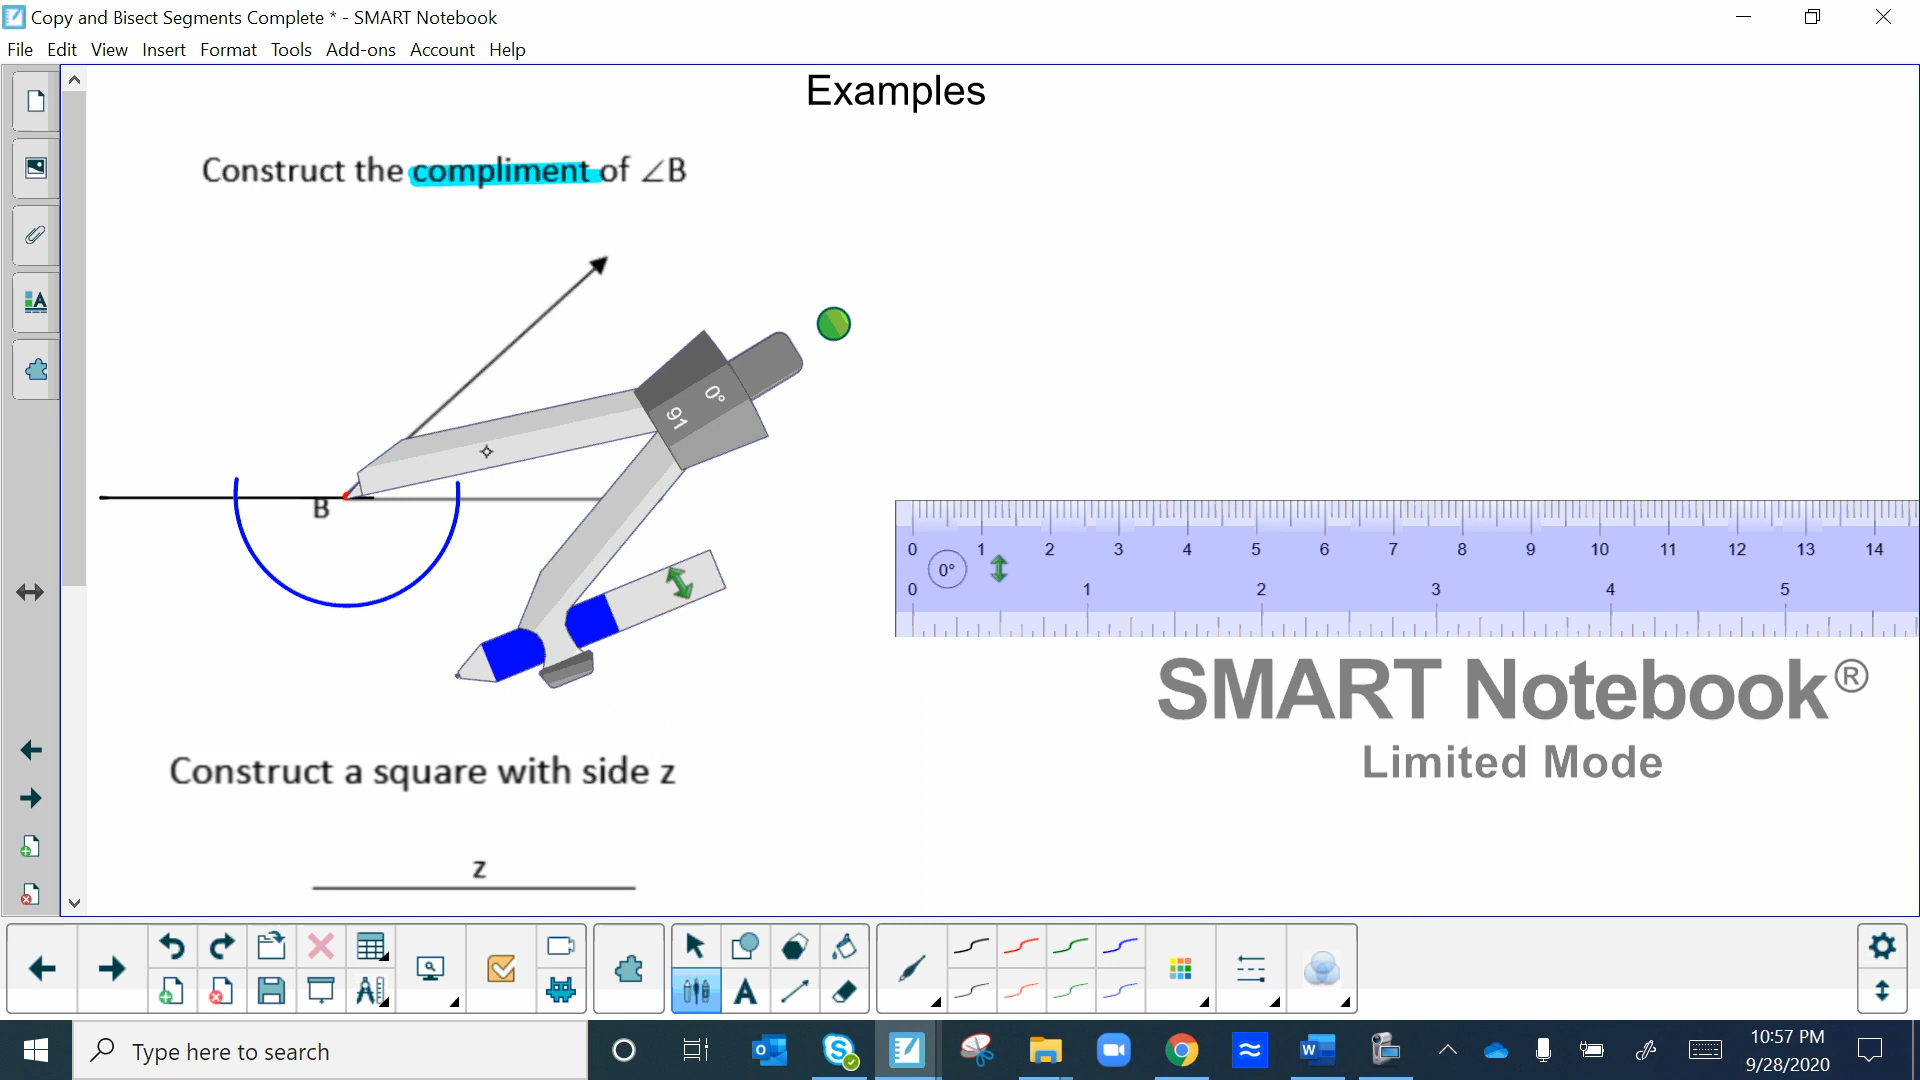 Copy and Bisect Segments Complete * - SMART Notebook
File Edit View Insert Format Tools Add-ons Account Help
Examples
Construct the compliment of ∠B
0°
91
B
0 1 2 3 4 5 6 7 8 9 10 11 12 13 14
0°
0 1 2 3 4 5
SMART Notebook®
Limited Mode
Construct a square with side z
z
Type here to search
10:57 PM
9/28/2020